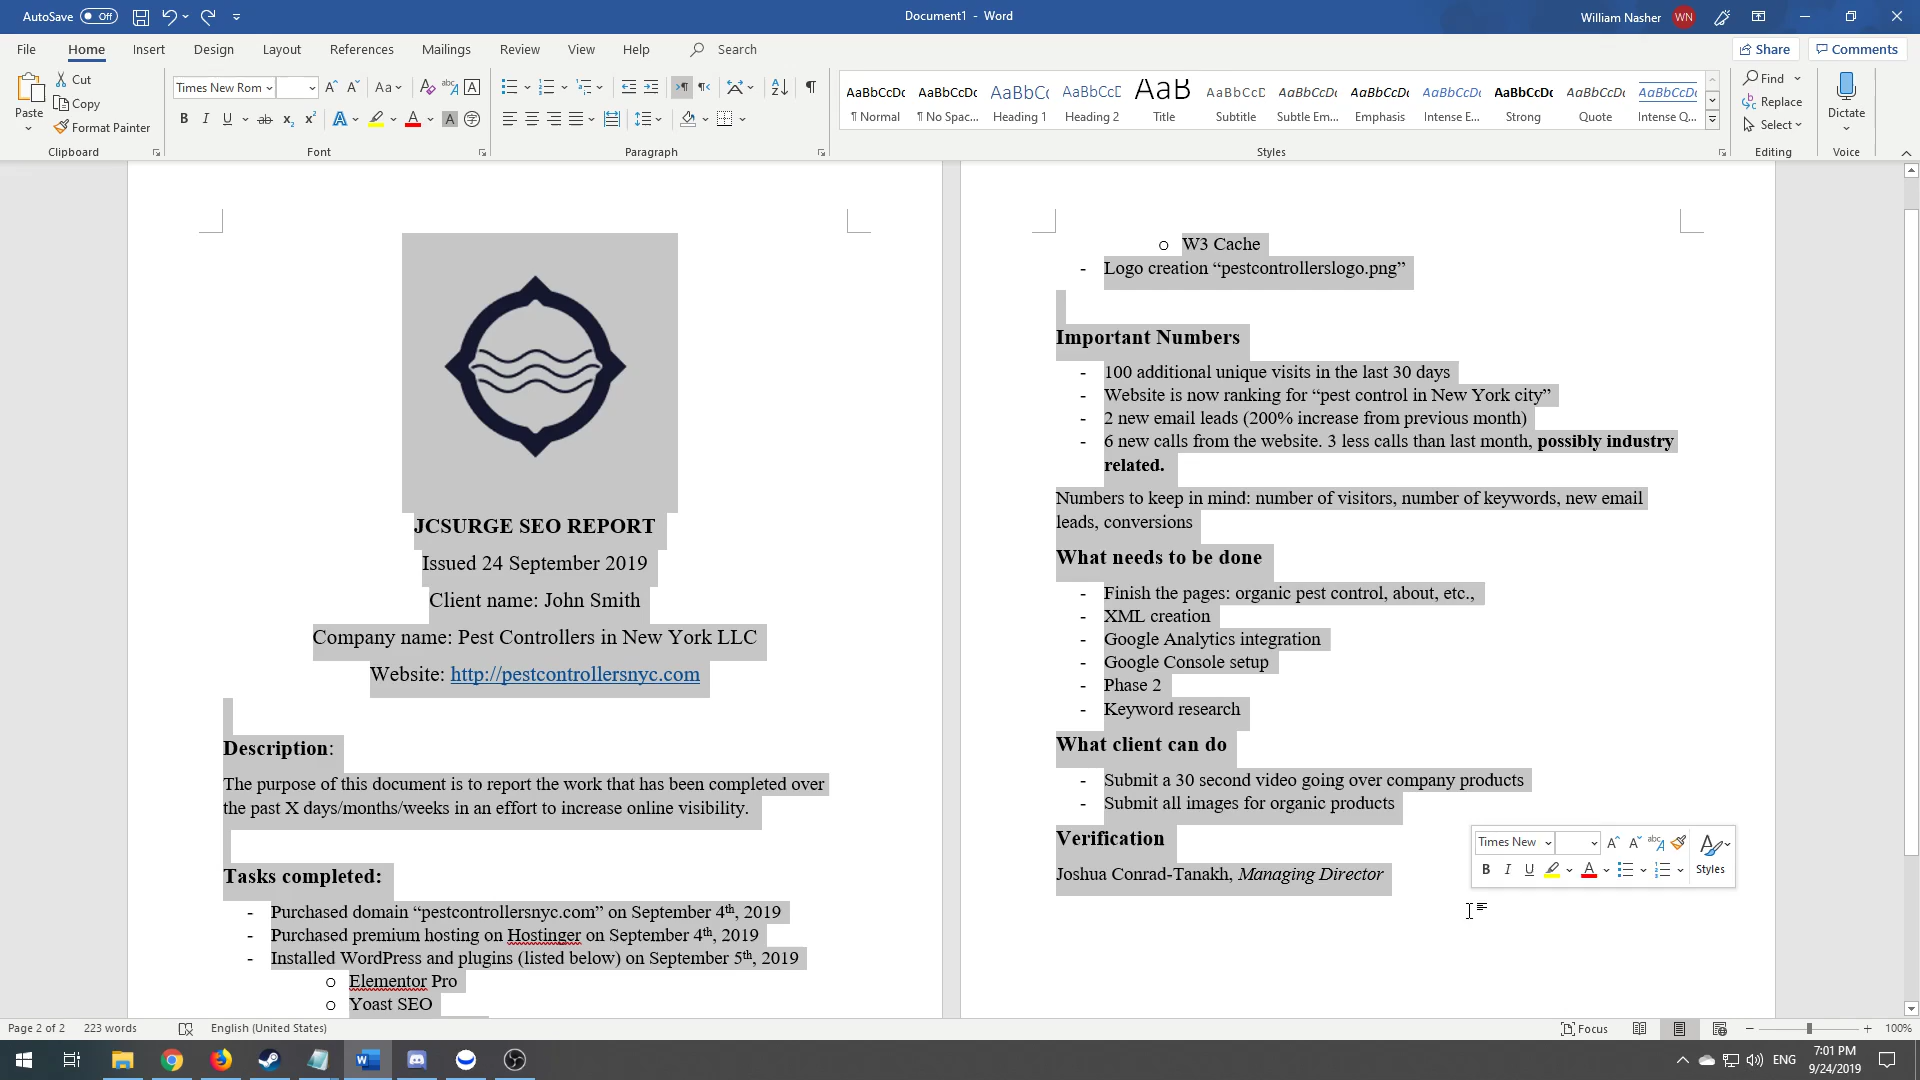 AutoSave Off
Document1 - Word
William Nasher WN
File Home Insert Design Layout References Mailings Review View Help Search
Share Comments
Paste
Cut
Copy
Format Painter
Clipboard
Times New Rom
Font
Paragraph
AaBbCcDc AaBbCcDc AaBbCc AaBbCcE AaB AaBbCcD AaBbCcDc AaBbCcDc AaBbCcDc AaBbCcDc AaBbCcDc AaBbCcDc
¶ Normal ¶ No Spac... Heading 1 Heading 2 Title Subtitle Subtle Em... Emphasis Intense E... Strong Quote Intense Q...
Styles
Find
Replace
Select
Editing
Dictate
Voice
JCSURGE SEO REPORT
Issued 24 September 2019
Client name: John Smith
Company name: Pest Controllers in New York LLC
Website: http://pestcontrollersnyc.com
Description:
The purpose of this document is to report the work that has been completed over
the past X days/months/weeks in an effort to increase online visibility.
Tasks completed:
- Purchased domain “pestcontrollersnyc.com” on September 4th, 2019
- Purchased premium hosting on Hostinger on September 4th, 2019
- Installed WordPress and plugins (listed below) on September 5th, 2019
o Elementor Pro
o Yoast SEO
o W3 Cache
- Logo creation “pestcontrollerslogo.png”
Important Numbers
- 100 additional unique visits in the last 30 days
- Website is now ranking for “pest control in New York city”
- 2 new email leads (200% increase from previous month)
- 6 new calls from the website. 3 less calls than last month, possibly industry
related.
Numbers to keep in mind: number of visitors, number of keywords, new email
leads, conversions
What needs to be done
- Finish the pages: organic pest control, about, etc.,
- XML creation
- Google Analytics integration
- Google Console setup
- Phase 2
- Keyword research
What client can do
- Submit a 30 second video going over company products
- Submit all images for organic products
Verification
Joshua Conrad-Tanakh, Managing Director
Times New
B I U
Styles
Page 2 of 2 223 words English (United States)
Focus
100%
ENG
7:01 PM
9/24/2019